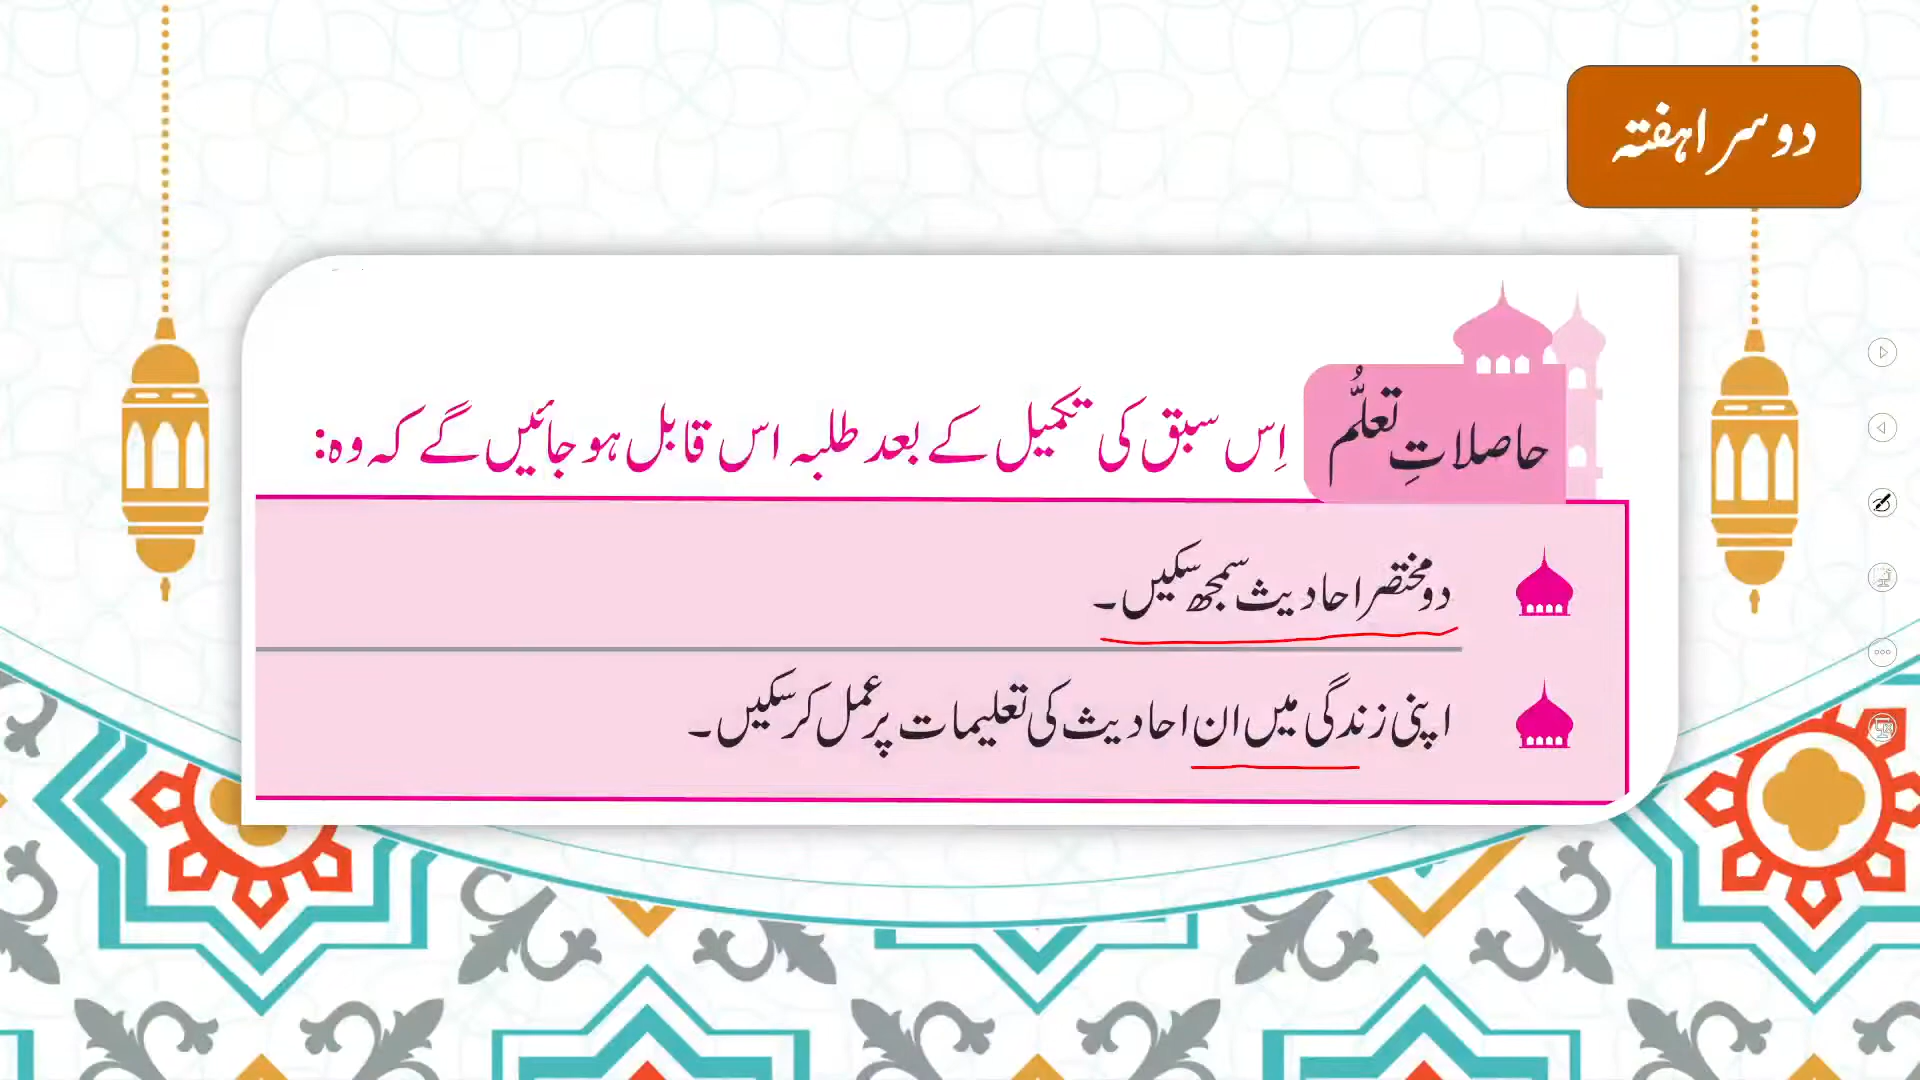 دوسرا ہفتہ
حاصلاتِ تعلُّم
اِس سبق کی تکمیل کے بعد طلبہ اس قابل ہو جائیں گے کہ وہ:
دو مختصر احادیث سمجھ سکیں۔
اپنی زندگی میں ان احادیث کی تعلیمات پر عمل کر سکیں۔